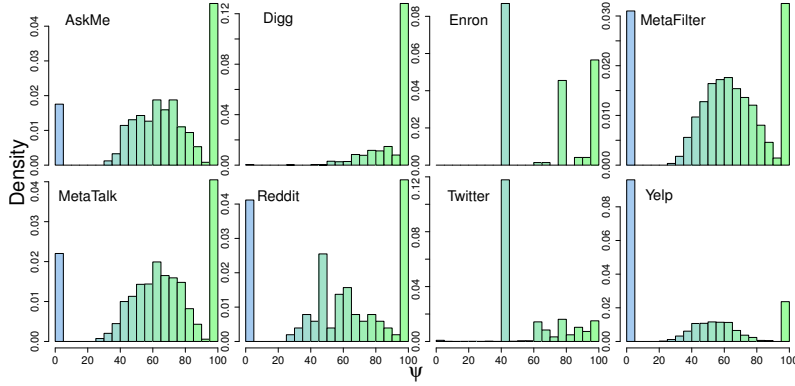 AskMe
0.00 0.01 0.02 0.03 0.04
Digg
0.00 0.04 0.08 0.12
Enron
0.00 0.02 0.04 0.06 0.08
MetaFilter
0.000 0.010 0.020 0.030
Density
MetaTalk
0.00 0.01 0.02 0.03 0.04
0 20 40 60 80 100
Reddit
0.00 0.01 0.02 0.03 0.04
0 20 40 60 80 100
Twitter
0.00 0.04 0.08 0.12
0 20 40 60 80 100
Yelp
0.00 0.02 0.04 0.06 0.08
0 20 40 60 80 100
ψ